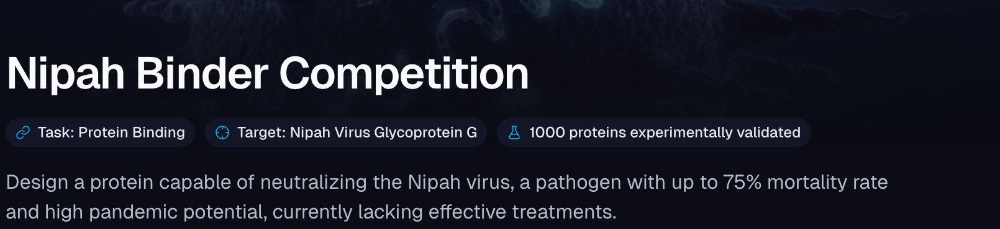 Nipah Binder Competition
Task: Protein Binding
Target: Nipah Virus Glycoprotein G
1000 proteins experimentally validated
Design a protein capable of neutralizing the Nipah virus, a pathogen with up to 75% mortality rate
and high pandemic potential, currently lacking effective treatments.